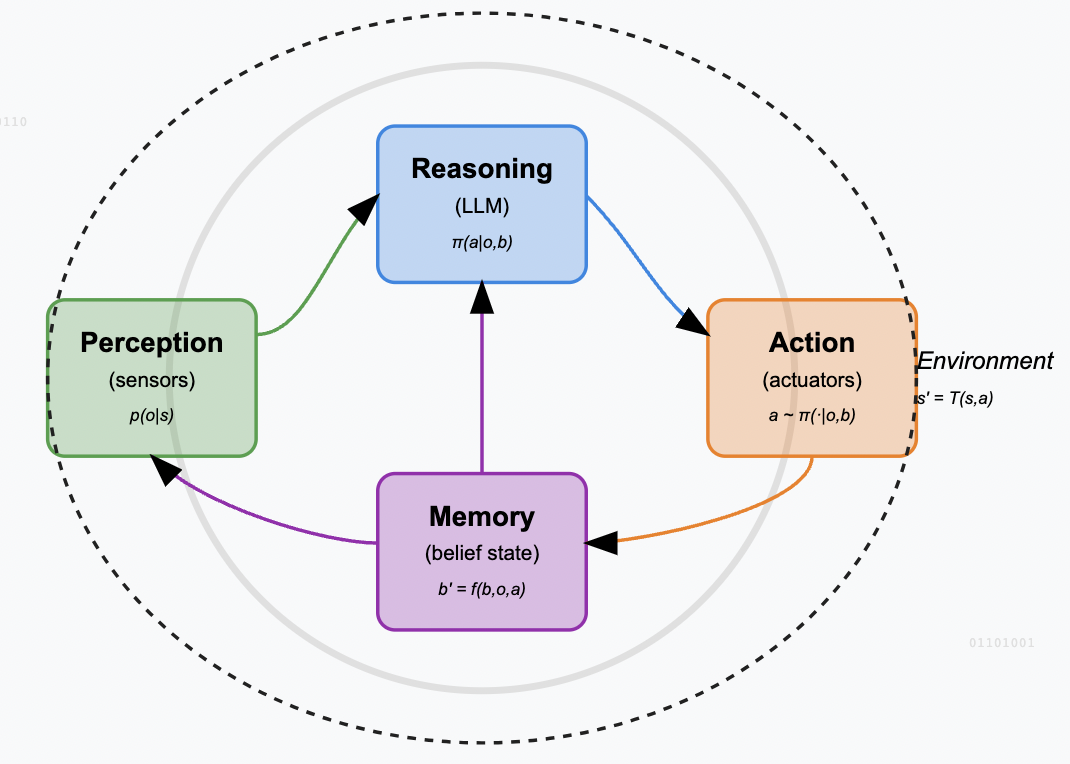 0110
Reasoning
(LLM)
π(a|o,b)
Perception
(sensors)
p(o|s)
Action
(actuators)
a ~ π(·|o,b)
Environment
s' = T(s,a)
Memory
(belief state)
b' = f(b,o,a)
01101001